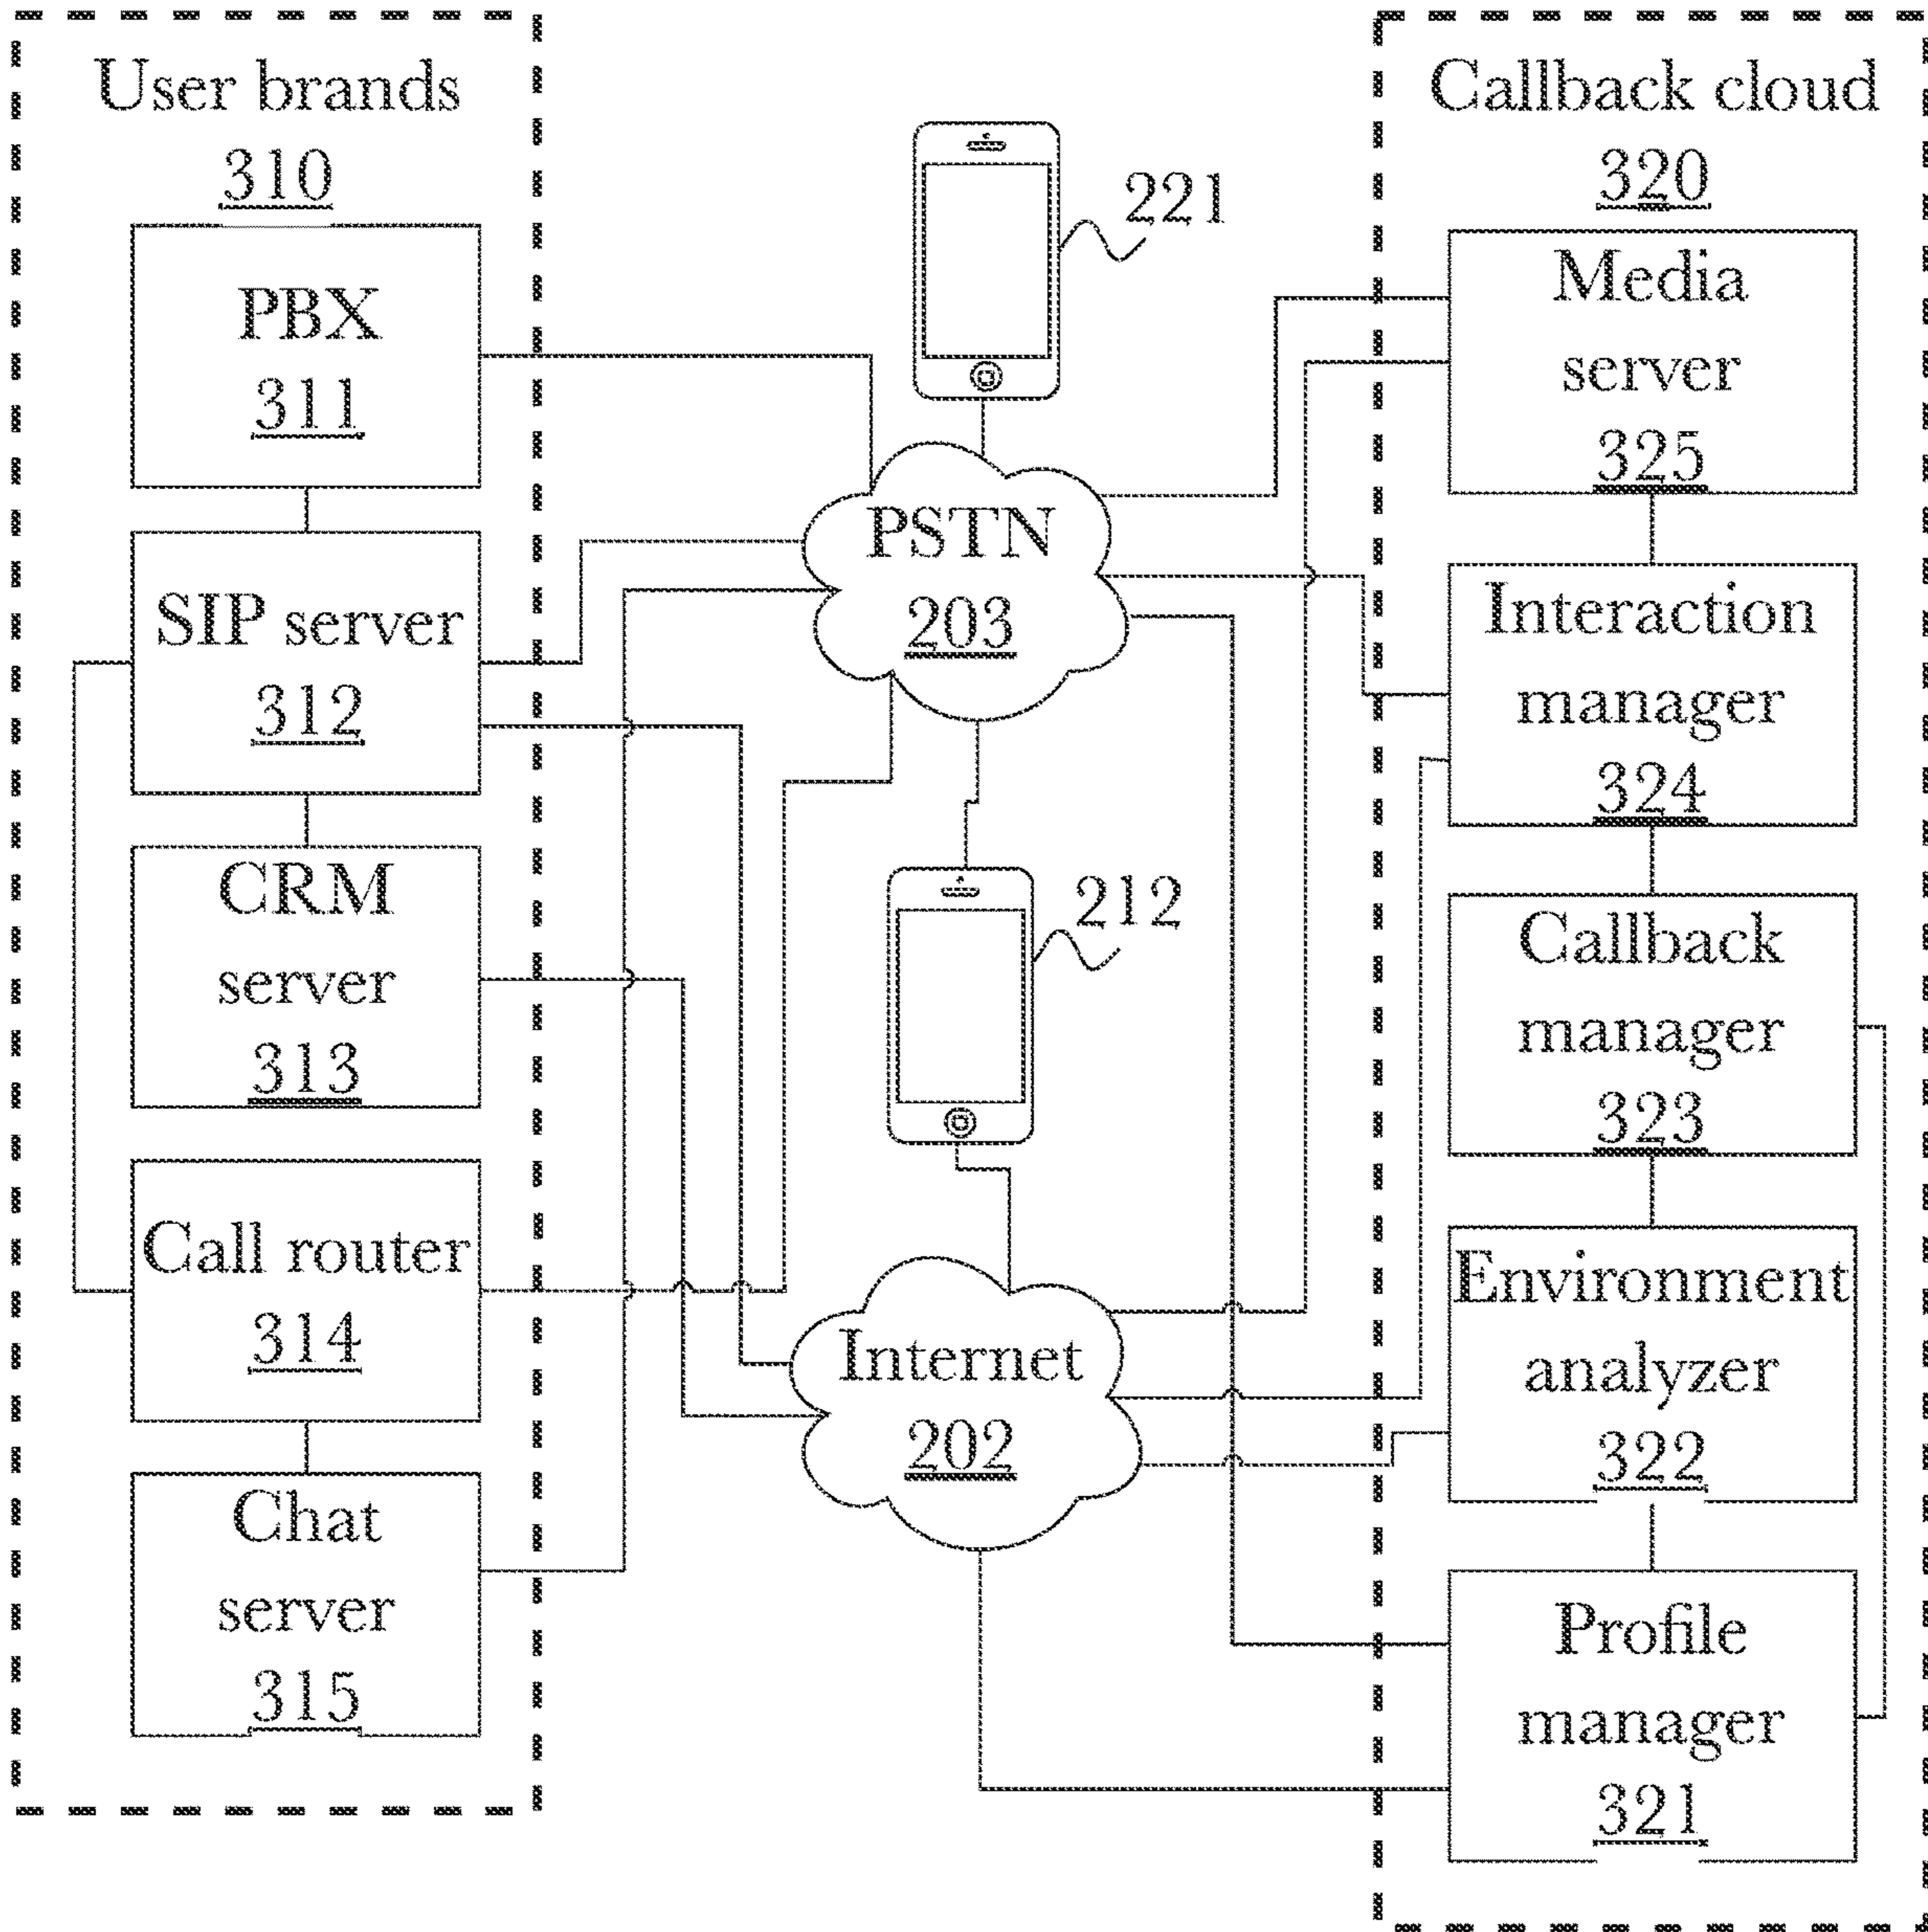 User brands
310
PBX
311
SIP server
312
CRM
server
313
Call router
314
Chat
server
315
221
PSTN
203
212
Internet
202
Callback cloud
320
Media
server
325
Interaction
manager
324
Callback
manager
323
Environment
analyzer
322
Profile
manager
321